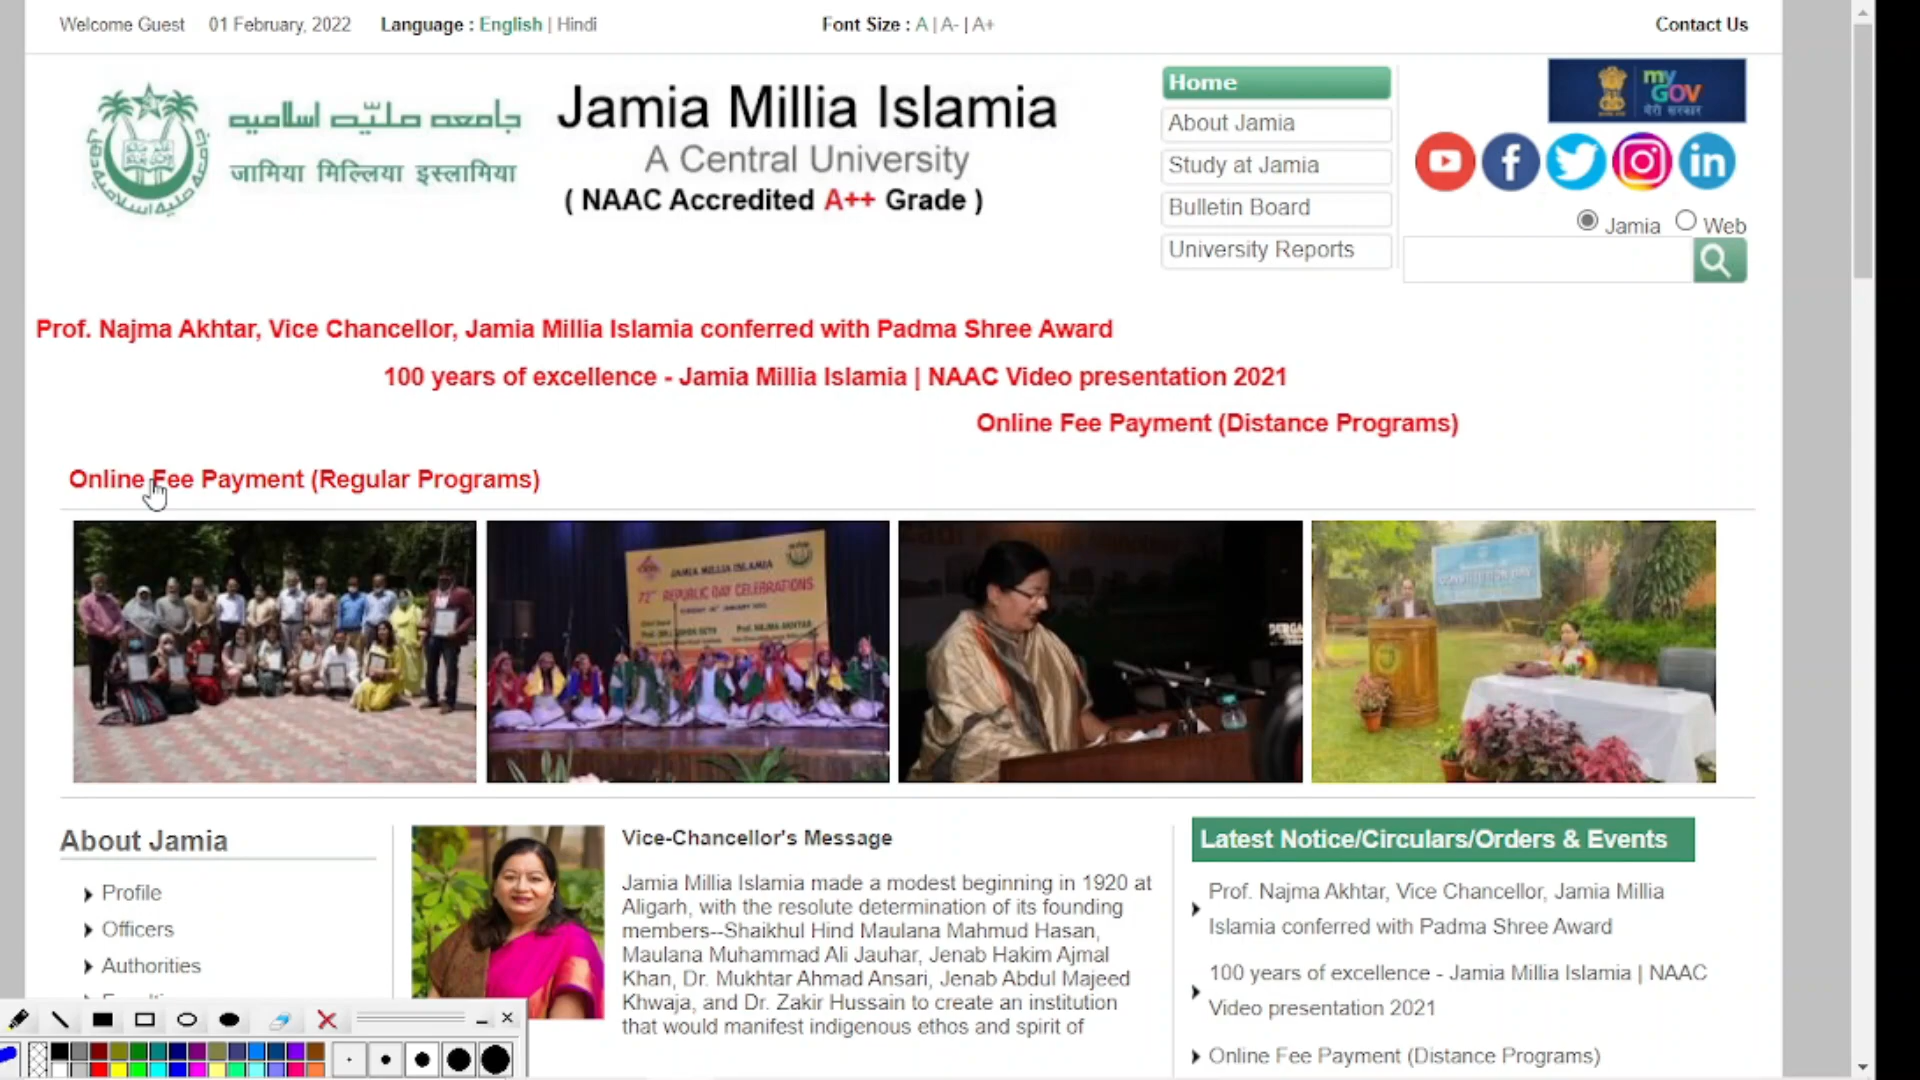 Welcome Guest 01 February, 2022 Language : English | Hindi Font Size : A | A- | A+ Contact Us
جامعہ ملیہ اسلامیہ
जामिया मिल्लिया इस्लामिया
Jamia Millia Islamia
A Central University
( NAAC Accredited A++ Grade )
Home
About Jamia
Study at Jamia
Bulletin Board
University Reports
my
GOV
मेरी सरकार
Jamia Web
Prof. Najma Akhtar, Vice Chancellor, Jamia Millia Islamia conferred with Padma Shree Award
100 years of excellence - Jamia Millia Islamia | NAAC Video presentation 2021
Online Fee Payment (Distance Programs)
Online Fee Payment (Regular Programs)
JAMIA MILLIA ISLAMIA
72nd REPUBLIC DAY CELEBRATIONS
CONSTITUTION DAY
About Jamia
Profile
Officers
Authorities
Vice-Chancellor's Message
Jamia Millia Islamia made a modest beginning in 1920 at
Aligarh, with the resolute determination of its founding
members--Shaikhul Hind Maulana Mahmud Hasan,
Maulana Muhammad Ali Jauhar, Jenab Hakim Ajmal
Khan, Dr. Mukhtar Ahmad Ansari, Jenab Abdul Majeed
Khwaja, and Dr. Zakir Hussain to create an institution
that would manifest indigenous ethos and spirit of
Latest Notice/Circulars/Orders & Events
Prof. Najma Akhtar, Vice Chancellor, Jamia Millia
Islamia conferred with Padma Shree Award
100 years of excellence - Jamia Millia Islamia | NAAC
Video presentation 2021
Online Fee Payment (Distance Programs)